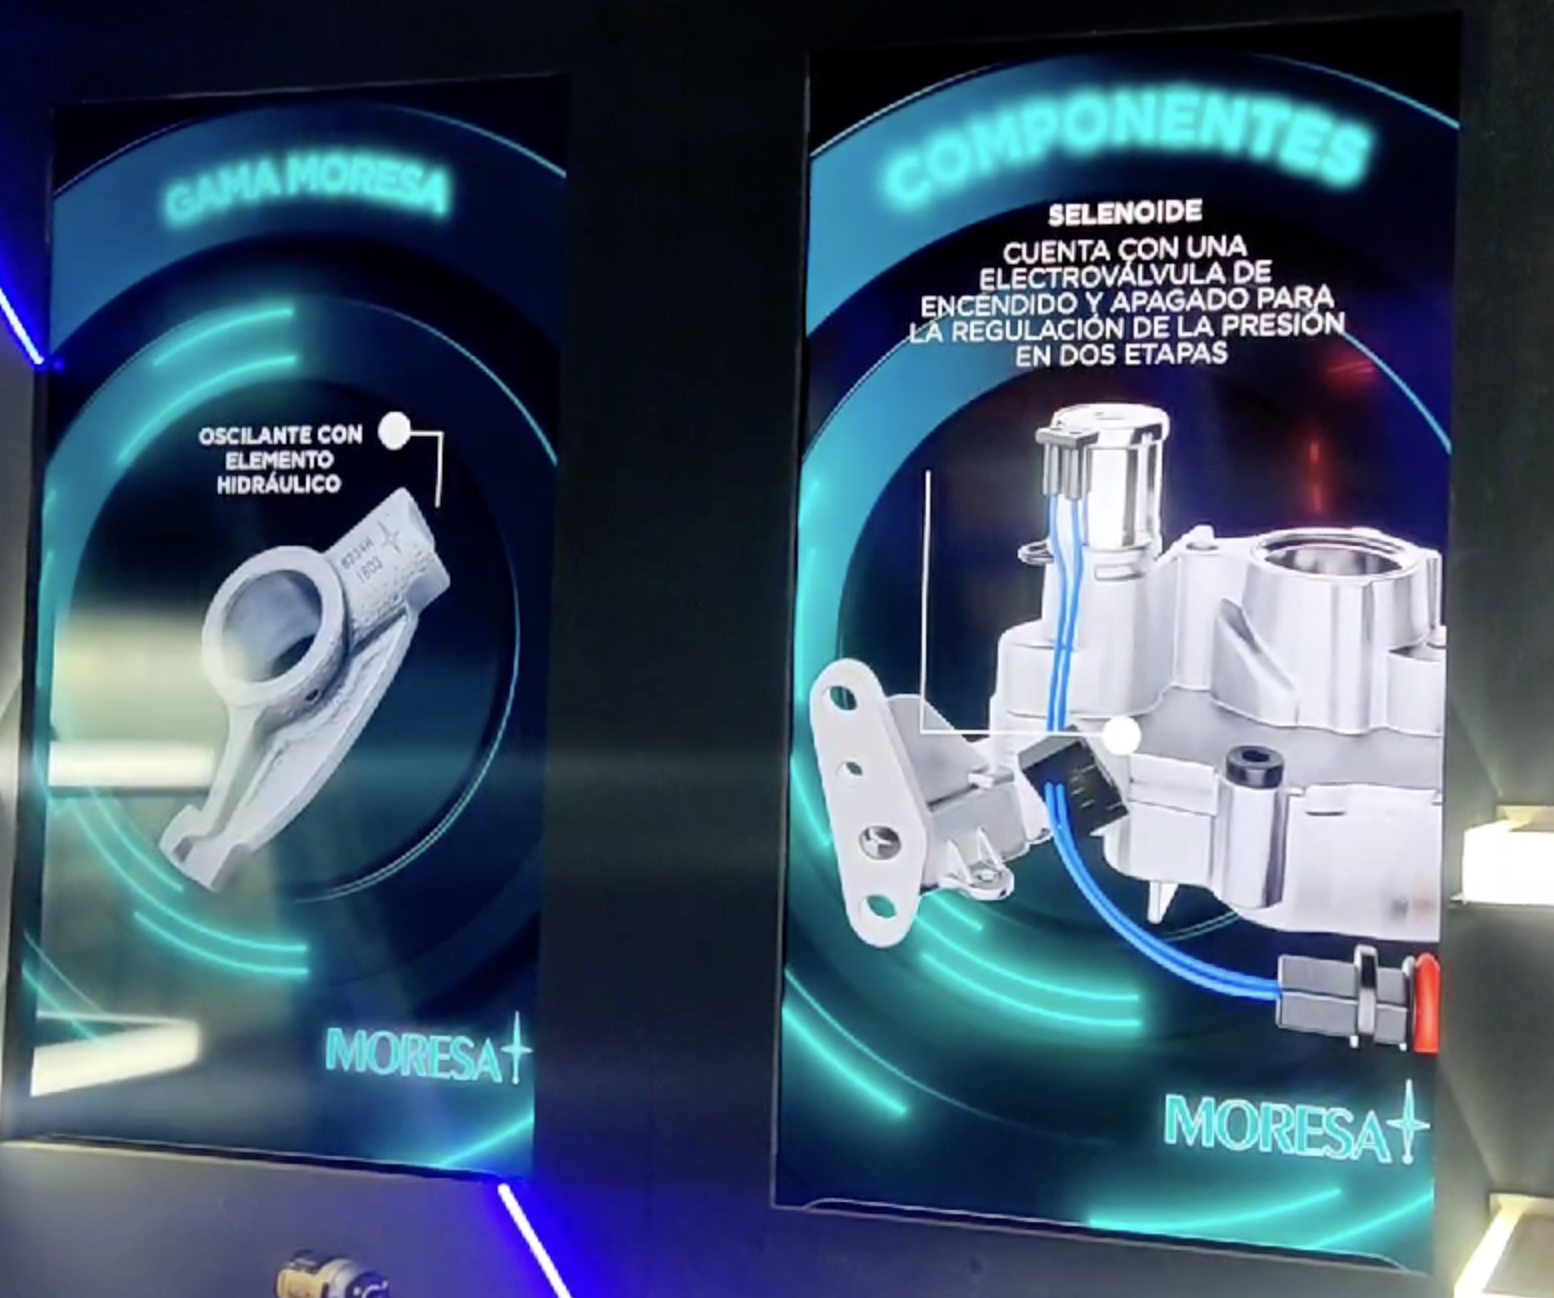 GAMA MORESA
OSCILANTE CON
ELEMENTO
HIDRÁULICO
MORESA
COMPONENTES
SELENOIDE
CUENTA CON UNA
ELECTROVÁLVULA DE
ENCENDIDO Y APAGADO PARA
LA REGULACIÓN DE LA PRESIÓN
EN DOS ETAPAS
MORESA